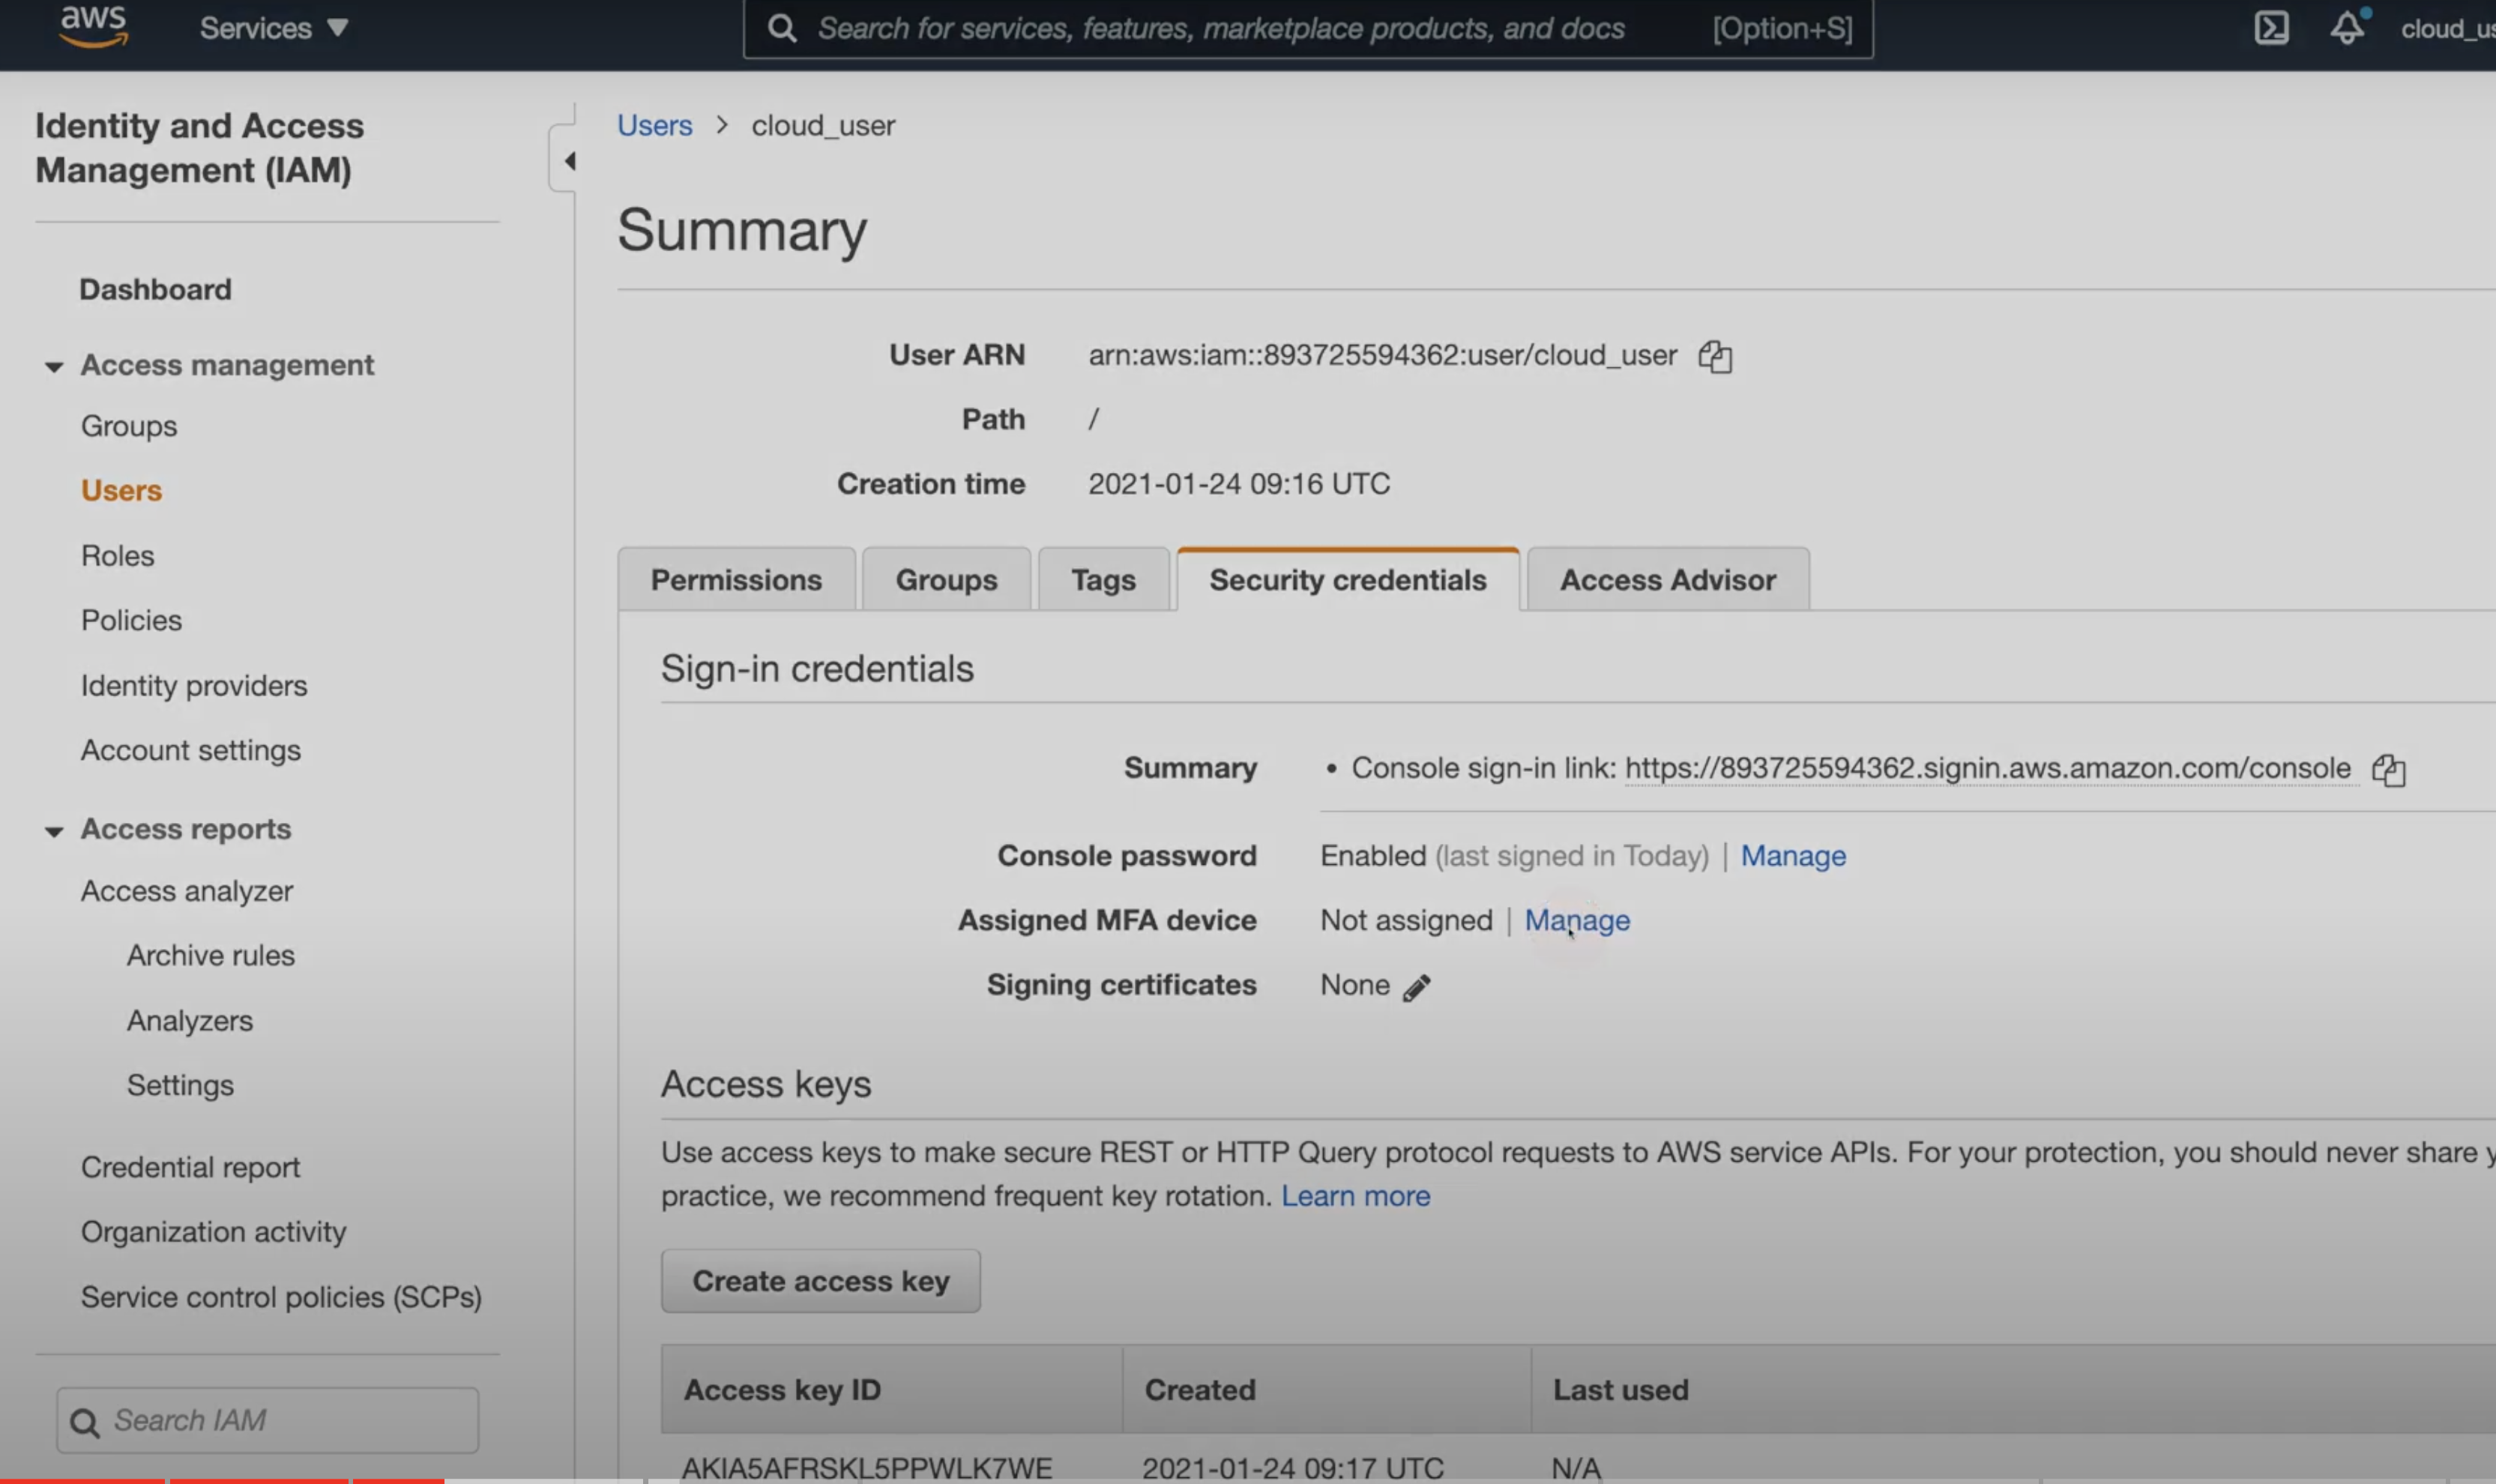 aws
Services ▼
Search for services, features, marketplace products, and docs [Option+S]
cloud_us
Identity and Access
Management (IAM)
Dashboard
Access management
Groups
Users
Roles
Policies
Identity providers
Account settings
Access reports
Access analyzer
Archive rules
Analyzers
Settings
Credential report
Organization activity
Service control policies (SCPs)
Search IAM
Users > cloud_user
Summary
User ARN arn:aws:iam::893725594362:user/cloud_user
Path /
Creation time 2021-01-24 09:16 UTC
Permissions Groups Tags Security credentials Access Advisor
Sign-in credentials
Summary • Console sign-in link: https://893725594362.signin.aws.amazon.com/console
Console password Enabled (last signed in Today) | Manage
Assigned MFA device Not assigned | Manage
Signing certificates None
Access keys
Use access keys to make secure REST or HTTP Query protocol requests to AWS service APIs. For your protection, you should never share y
practice, we recommend frequent key rotation. Learn more
Create access key
Access key ID Created Last used
AKIA5AFRSKL5PPWLK7WE 2021-01-24 09:17 UTC N/A